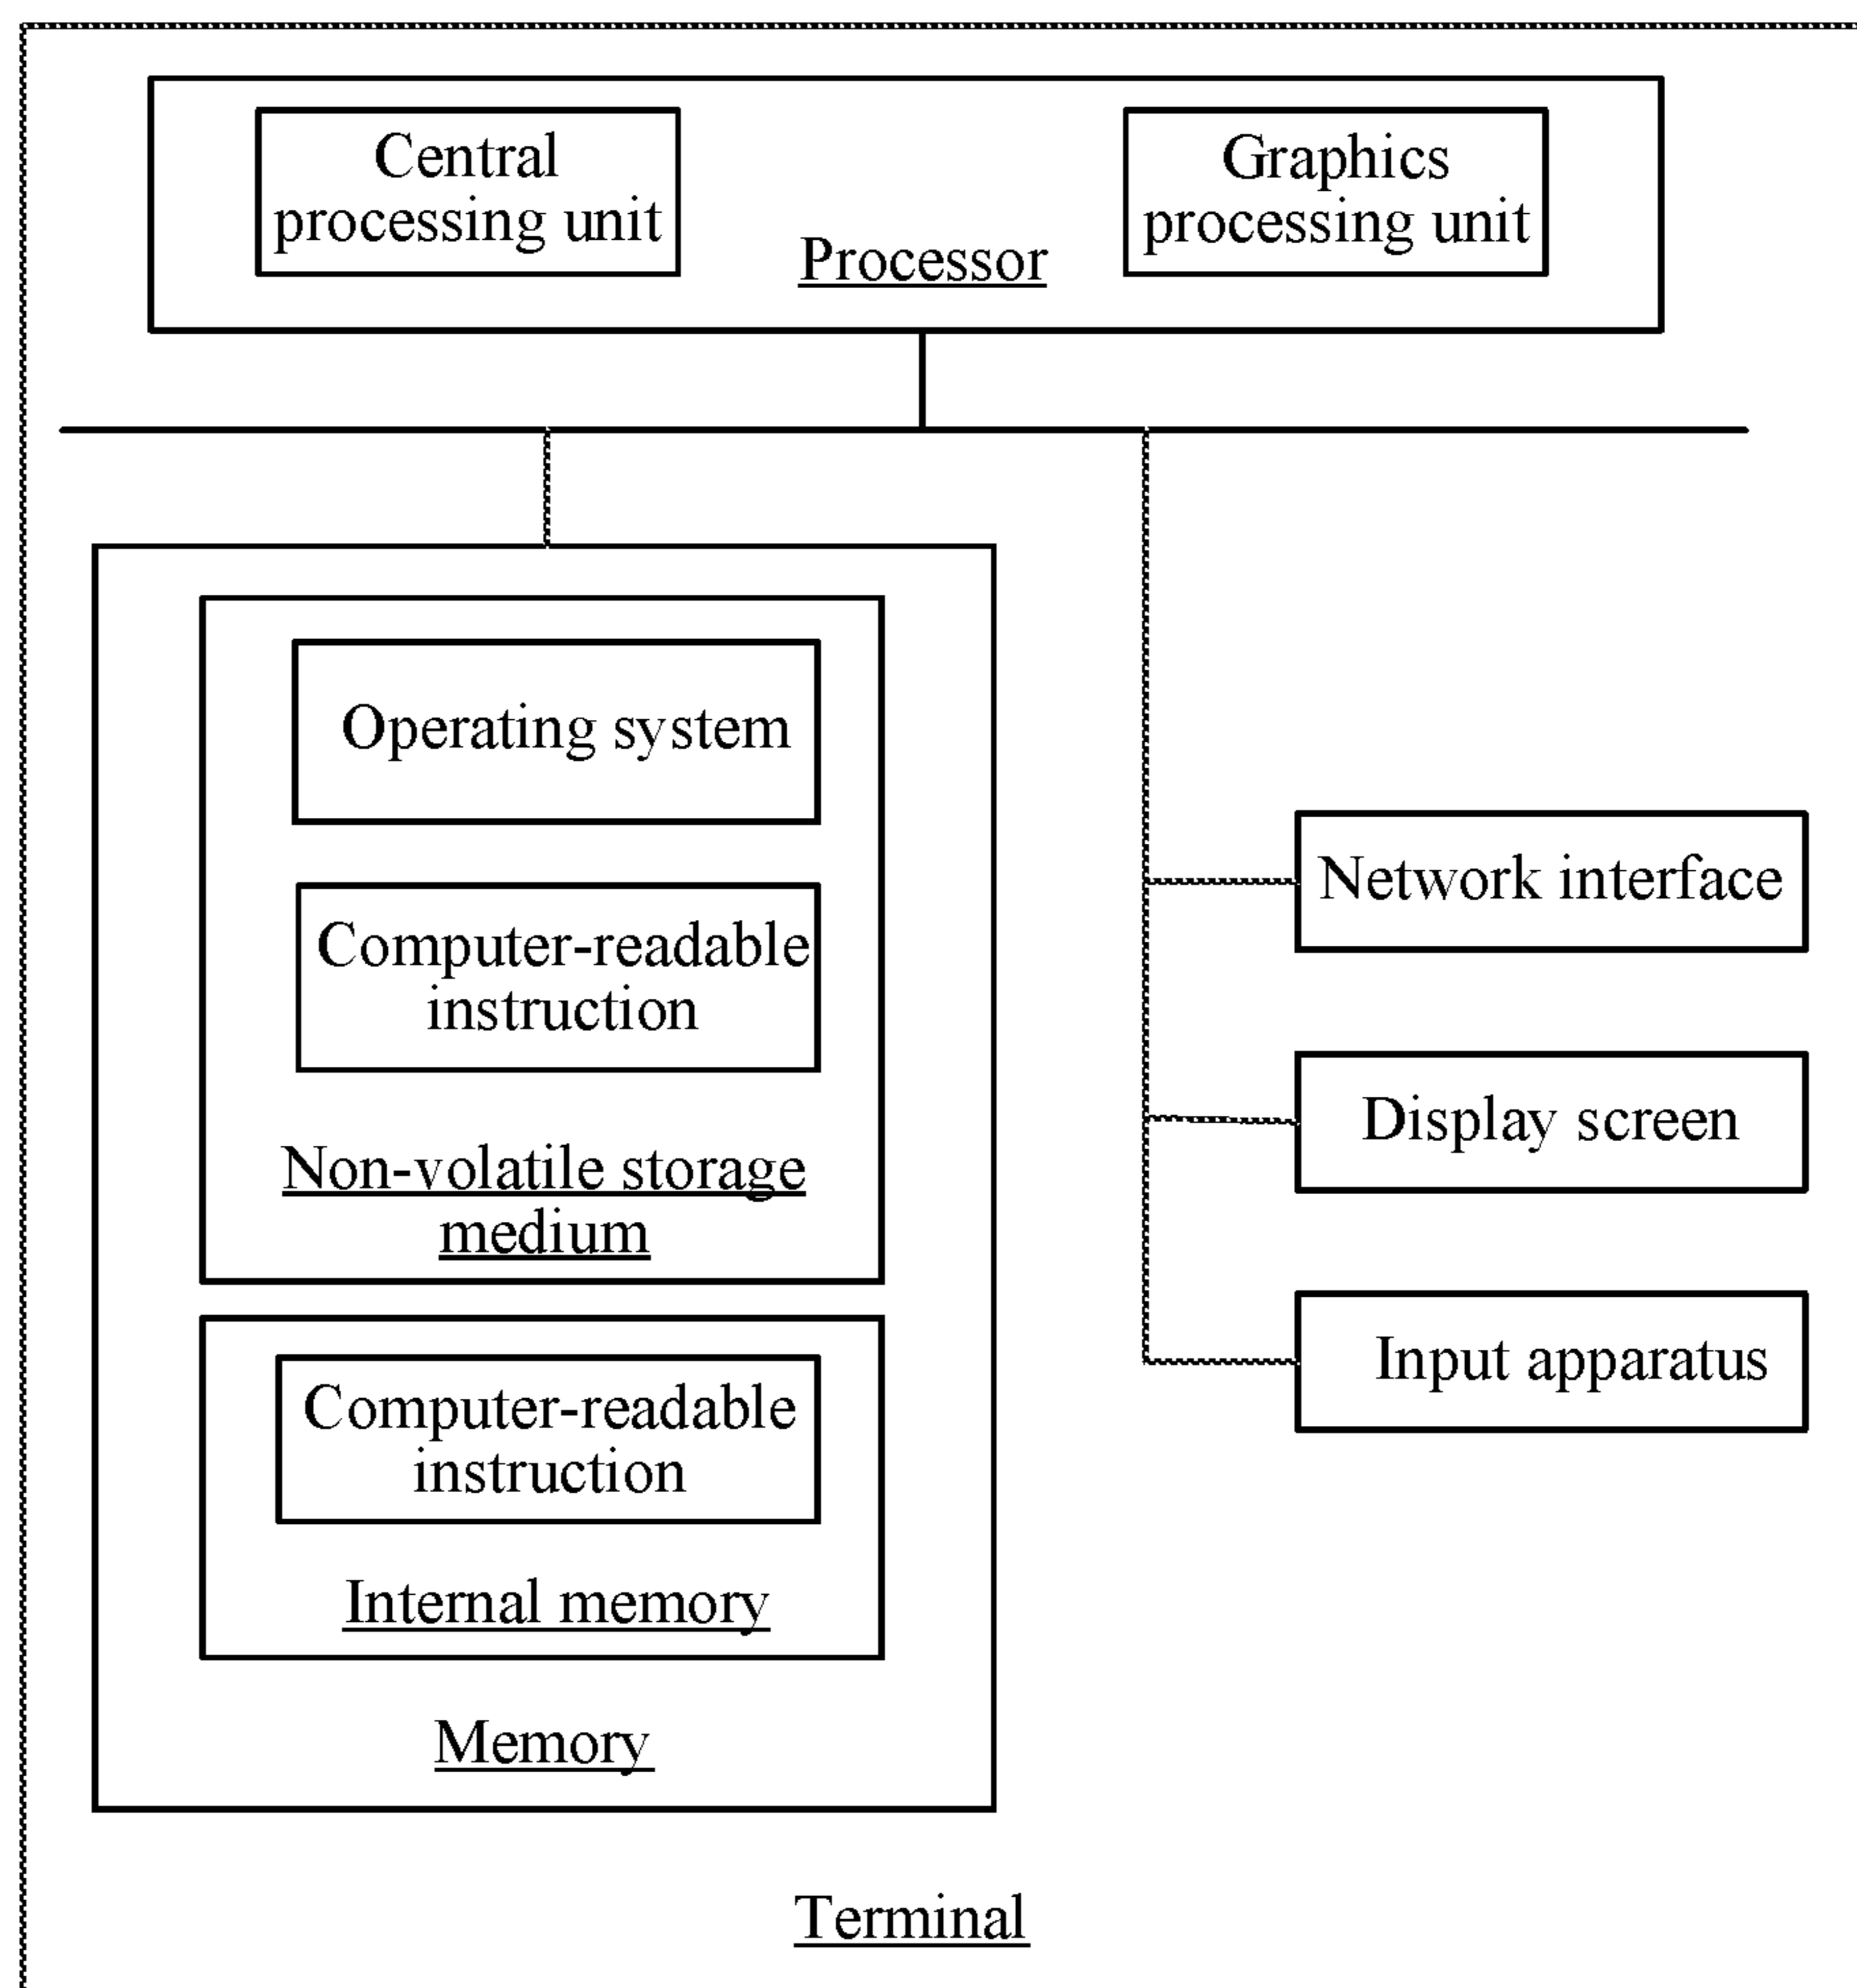 Central
processing unit
Graphics
processing unit
Processor
Operating system
Computer-readable
instruction
Non-volatile storage
medium
Computer-readable
instruction
Internal memory
Memory
Network interface
Display screen
Input apparatus
Terminal